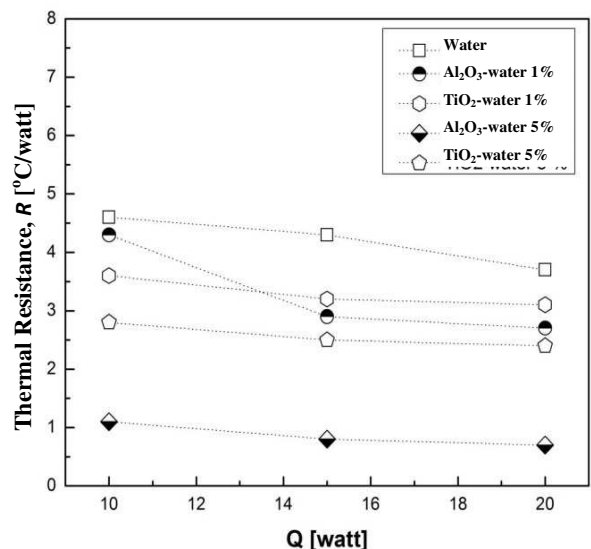 8
7
6
5
4
3
2
1
0
Thermal Resistance, R [°C/watt]
Water
Al₂O₃-water 1%
TiO₂-water 1%
Al₂O₃-water 5%
TiO₂-water 5%
10 12 14 16 18 20
Q [watt]